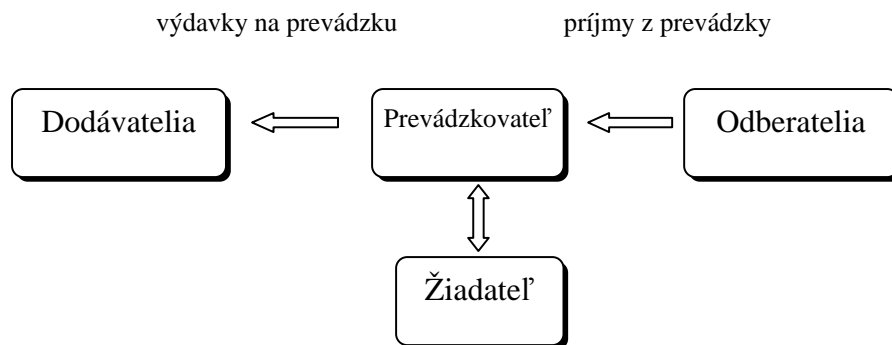 výdavky na prevádzku príjmy z prevádzky
Dodávatelia Prevádzkovateľ Odberatelia
Žiadateľ